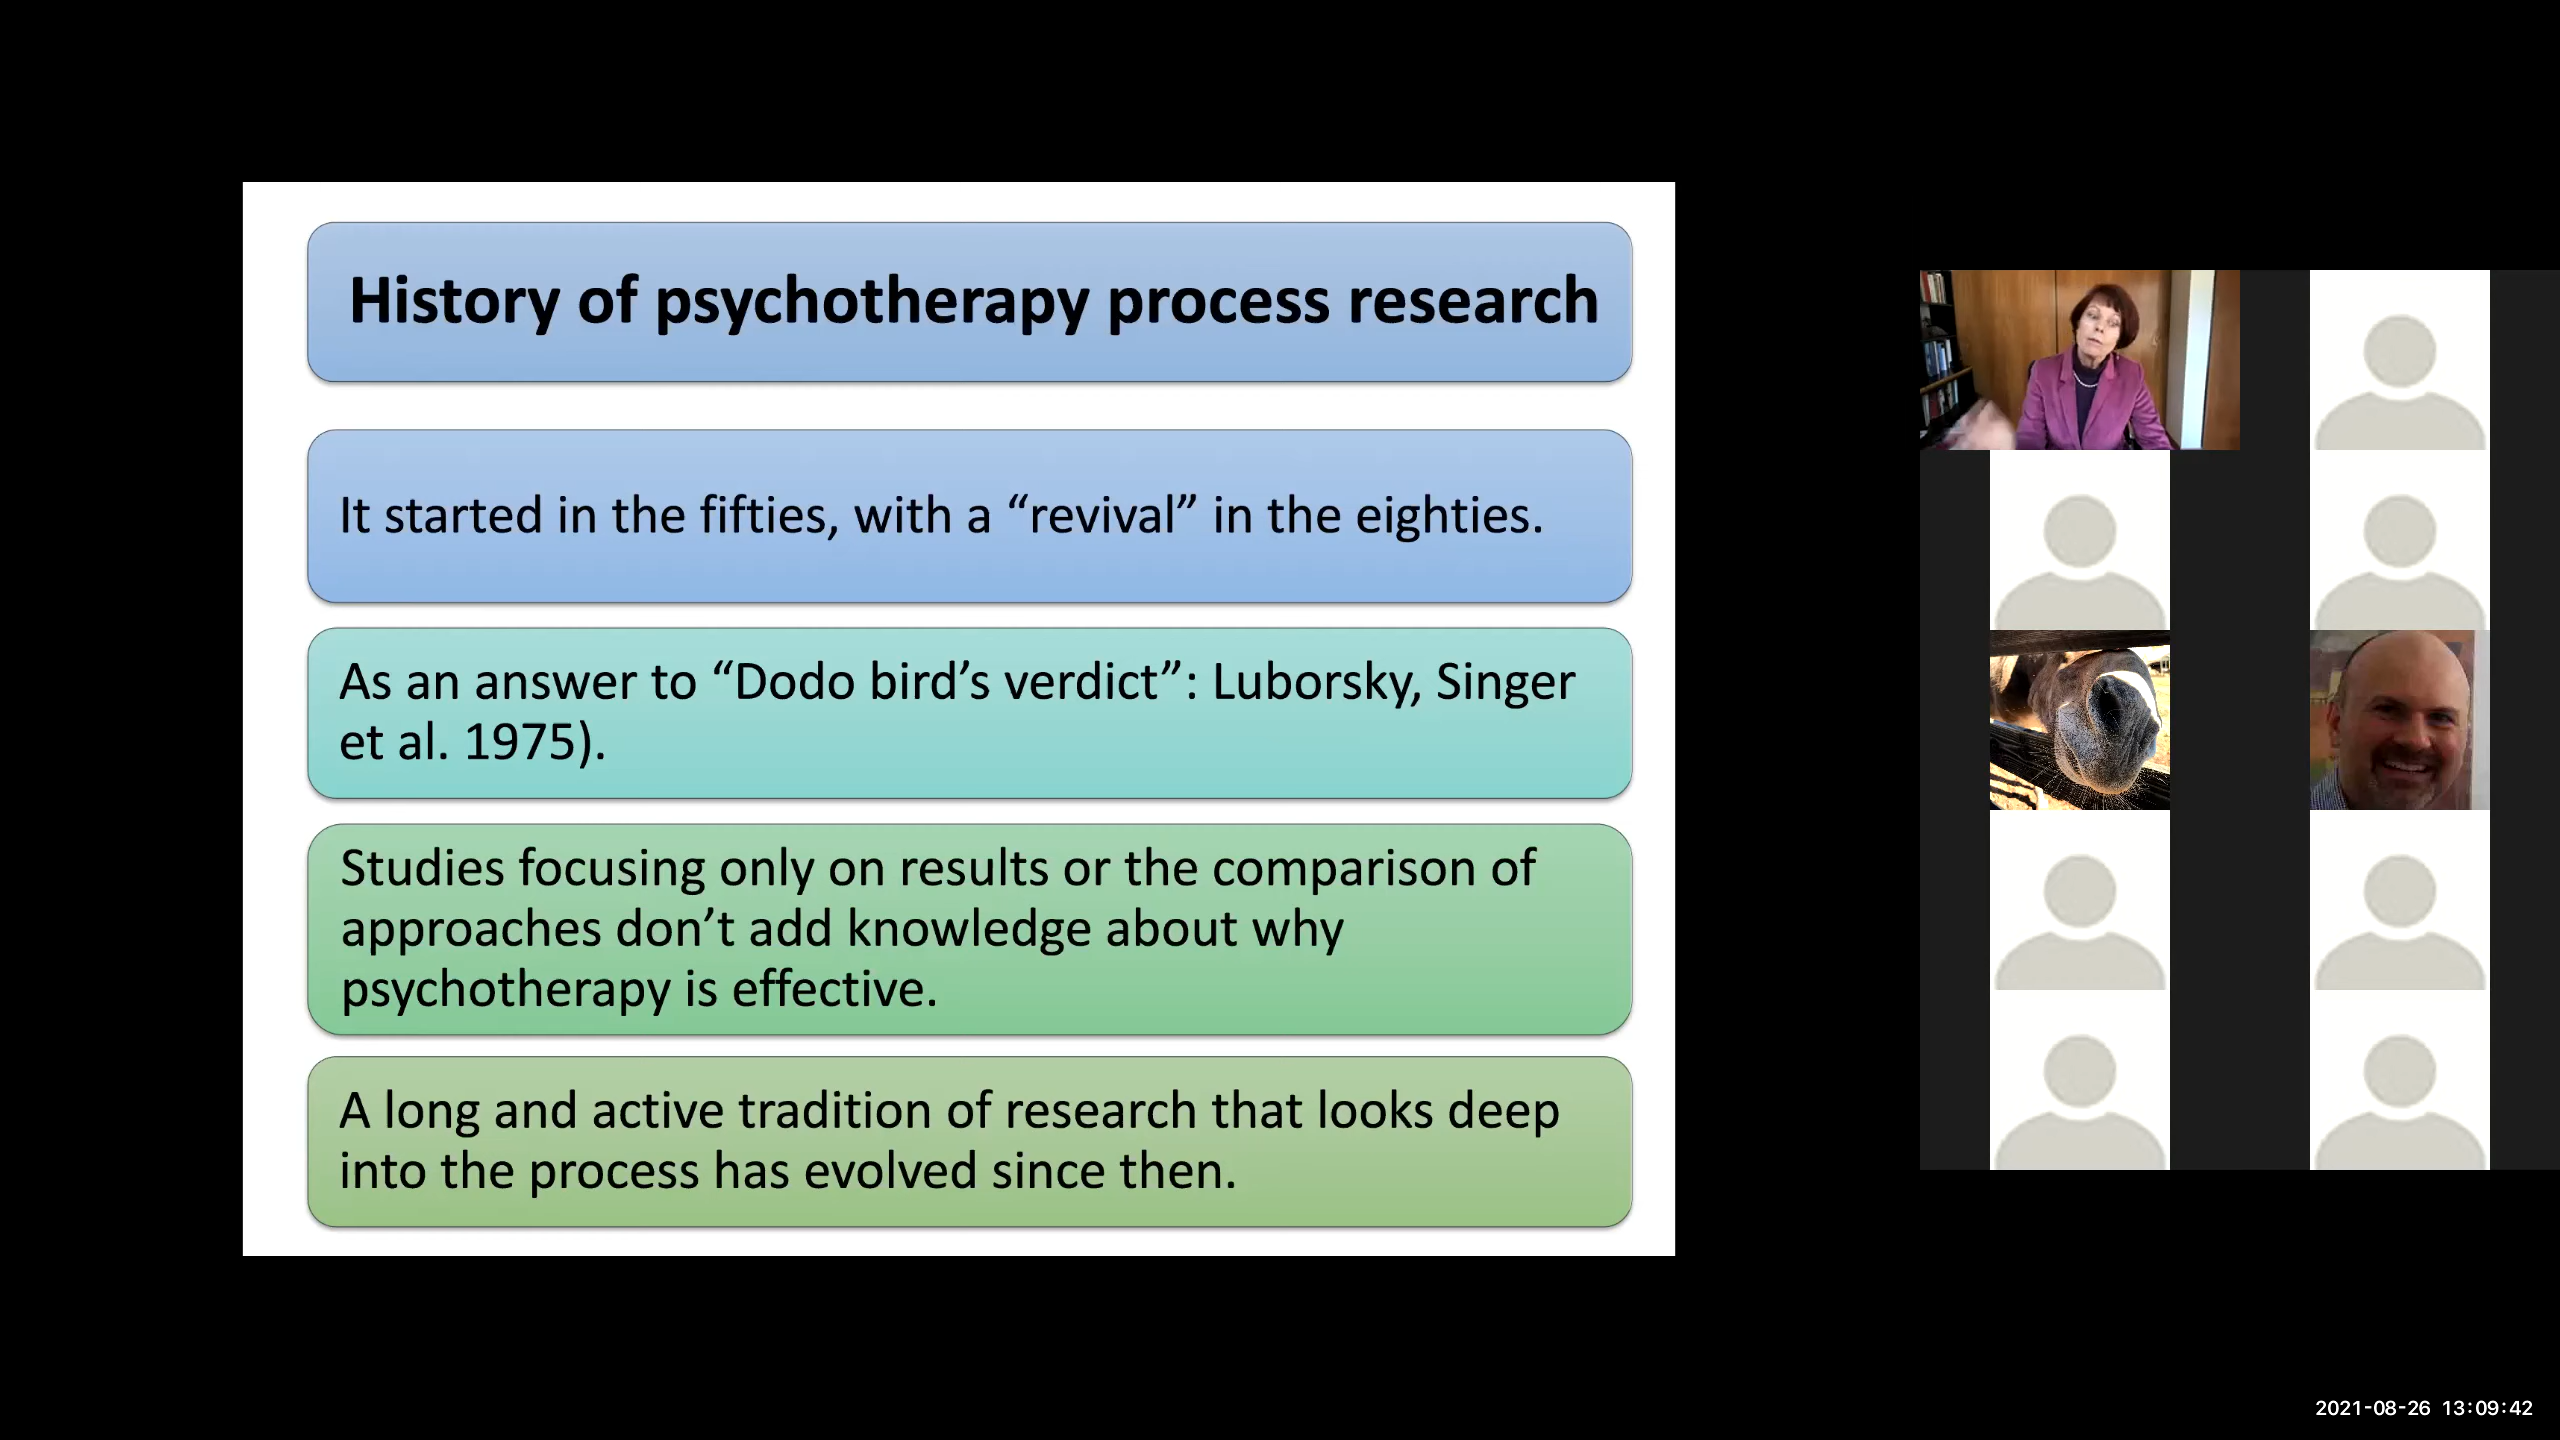 History of psychotherapy process research
It started in the fifties, with a “revival” in the eighties.
As an answer to “Dodo bird’s verdict”: Luborsky, Singer
et al. 1975).
Studies focusing only on results or the comparison of
approaches don’t add knowledge about why
psychotherapy is effective.
A long and active tradition of research that looks deep
into the process has evolved since then.
2021-08-26 13:09:42